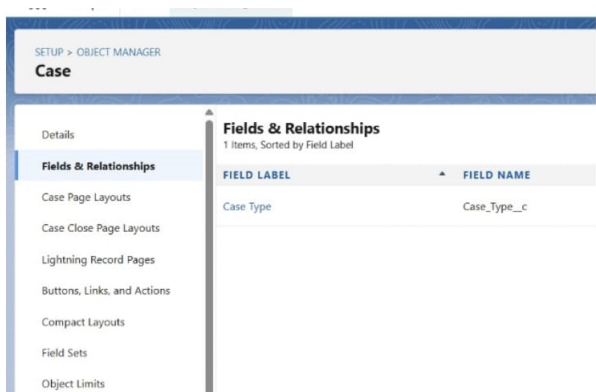 SETUP > OBJECT MANAGER
Case
Details
Fields & Relationships
Case Page Layouts
Case Close Page Layouts
Lightning Record Pages
Buttons, Links, and Actions
Compact Layouts
Field Sets
Object Limits
Fields & Relationships
1 Items, Sorted by Field Label
FIELD LABEL FIELD NAME
Case Type Case_Type__c